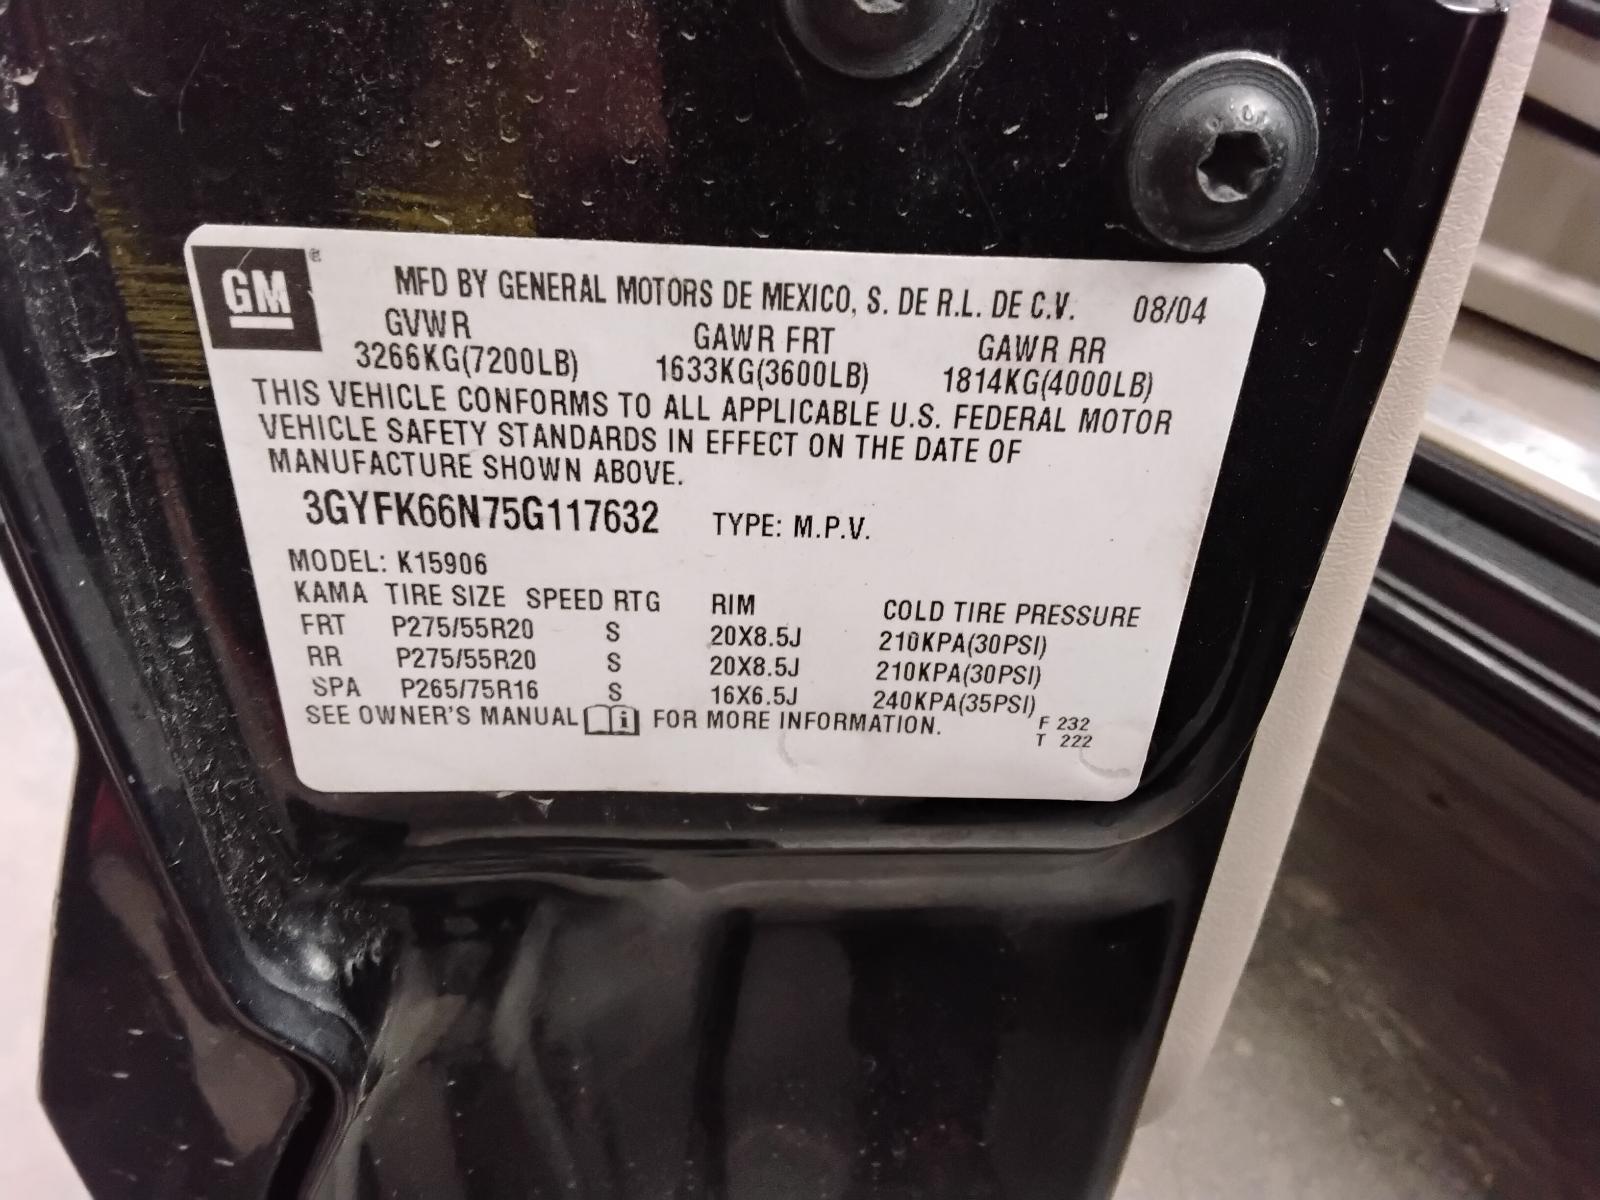 GM®
MFD BY GENERAL MOTORS DE MEXICO, S. DE R.L. DE C.V. 08/04
GVWR GAWR FRT GAWR RR
3266KG(7200LB) 1633KG(3600LB) 1814KG(4000LB)
THIS VEHICLE CONFORMS TO ALL APPLICABLE U.S. FEDERAL MOTOR
VEHICLE SAFETY STANDARDS IN EFFECT ON THE DATE OF
MANUFACTURE SHOWN ABOVE.
3GYFK66N75G117632 TYPE: M.P.V.
MODEL: K15906
KAMA TIRE SIZE SPEED RTG RIM COLD TIRE PRESSURE
FRT P275/55R20 S 20X8.5J 210KPA(30PSI)
RR P275/55R20 S 20X8.5J 210KPA(30PSI)
SPA P265/75R16 S 16X6.5J 240KPA(35PSI)
SEE OWNER'S MANUAL i FOR MORE INFORMATION. F 232
T 222